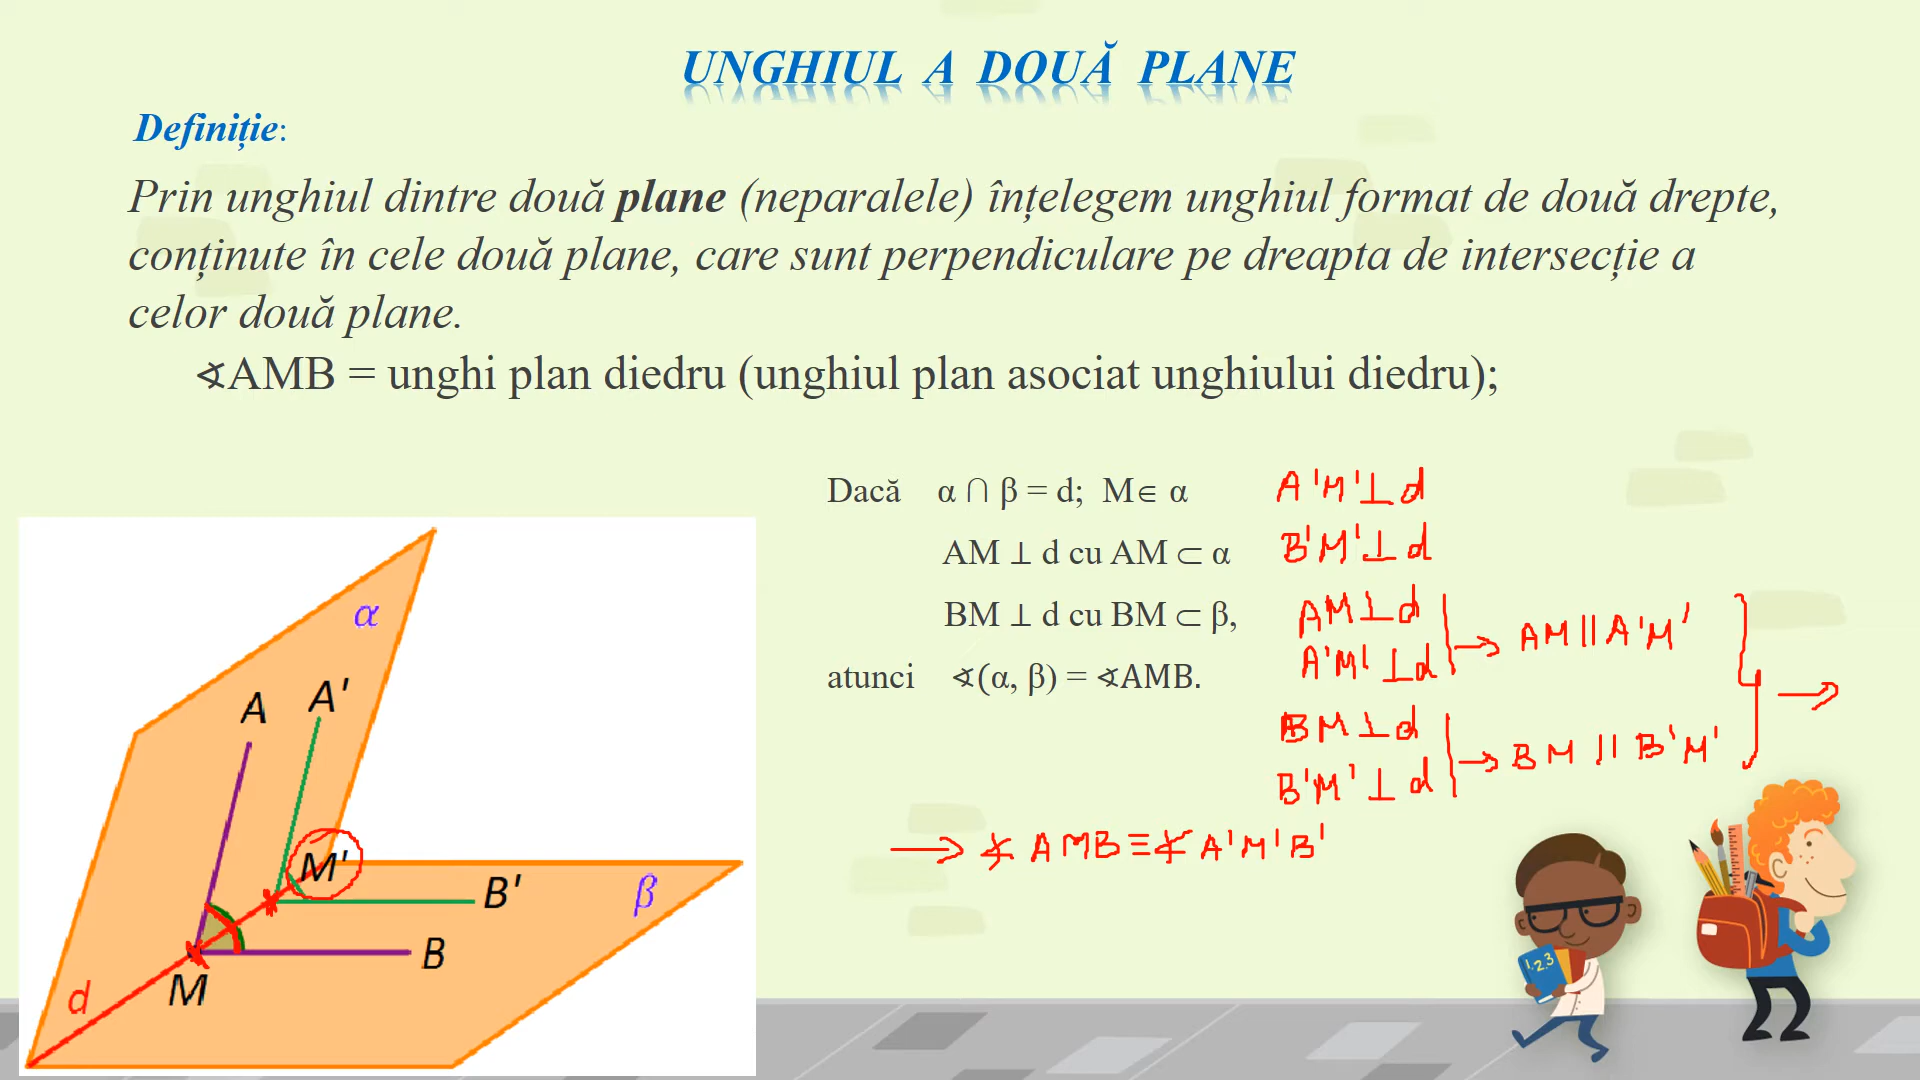 UNGHIUL A DOUĂ PLANE
Definiție:
Prin unghiul dintre două plane (neparalele) înțelegem unghiul format de două drepte,
conținute în cele două plane, care sunt perpendiculare pe dreapta de intersecție a
celor două plane.
∢AMB = unghi plan diedru (unghiul plan asociat unghiului diedru);
Dacă α ∩ β = d; M∈ α
AM ⊥ d cu AM ⊂ α
BM ⊥ d cu BM ⊂ β,
atunci ∢(α, β) = ∢AMB.
A'M'⊥d
B'M'⊥d
AM⊥d
A'M'⊥d
→ AM || A'M'
BM⊥d
B'M'⊥d
→ BM || B'M'
→
→ ∢ AMB ≡ ∢ A'M'B'
α
A
A'
M'
B'
β
B
M
d
1.2.3